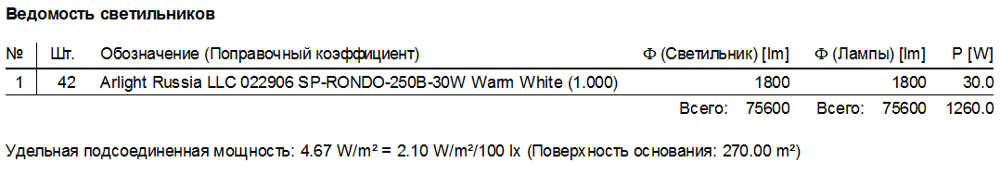 Ведомость светильников
№ Шт. Обозначение (Поправочный коэффициент) Φ (Светильник) [lm] Φ (Лампы) [lm] P [W]
1 42 Arlight Russia LLC 022906 SP-RONDO-250B-30W Warm White (1.000) 1800 1800 30.0
Всего: 75600 Всего: 75600 1260.0
Удельная подсоединенная мощность: 4.67 W/m² = 2.10 W/m²/100 lx (Поверхность основания: 270.00 m²)